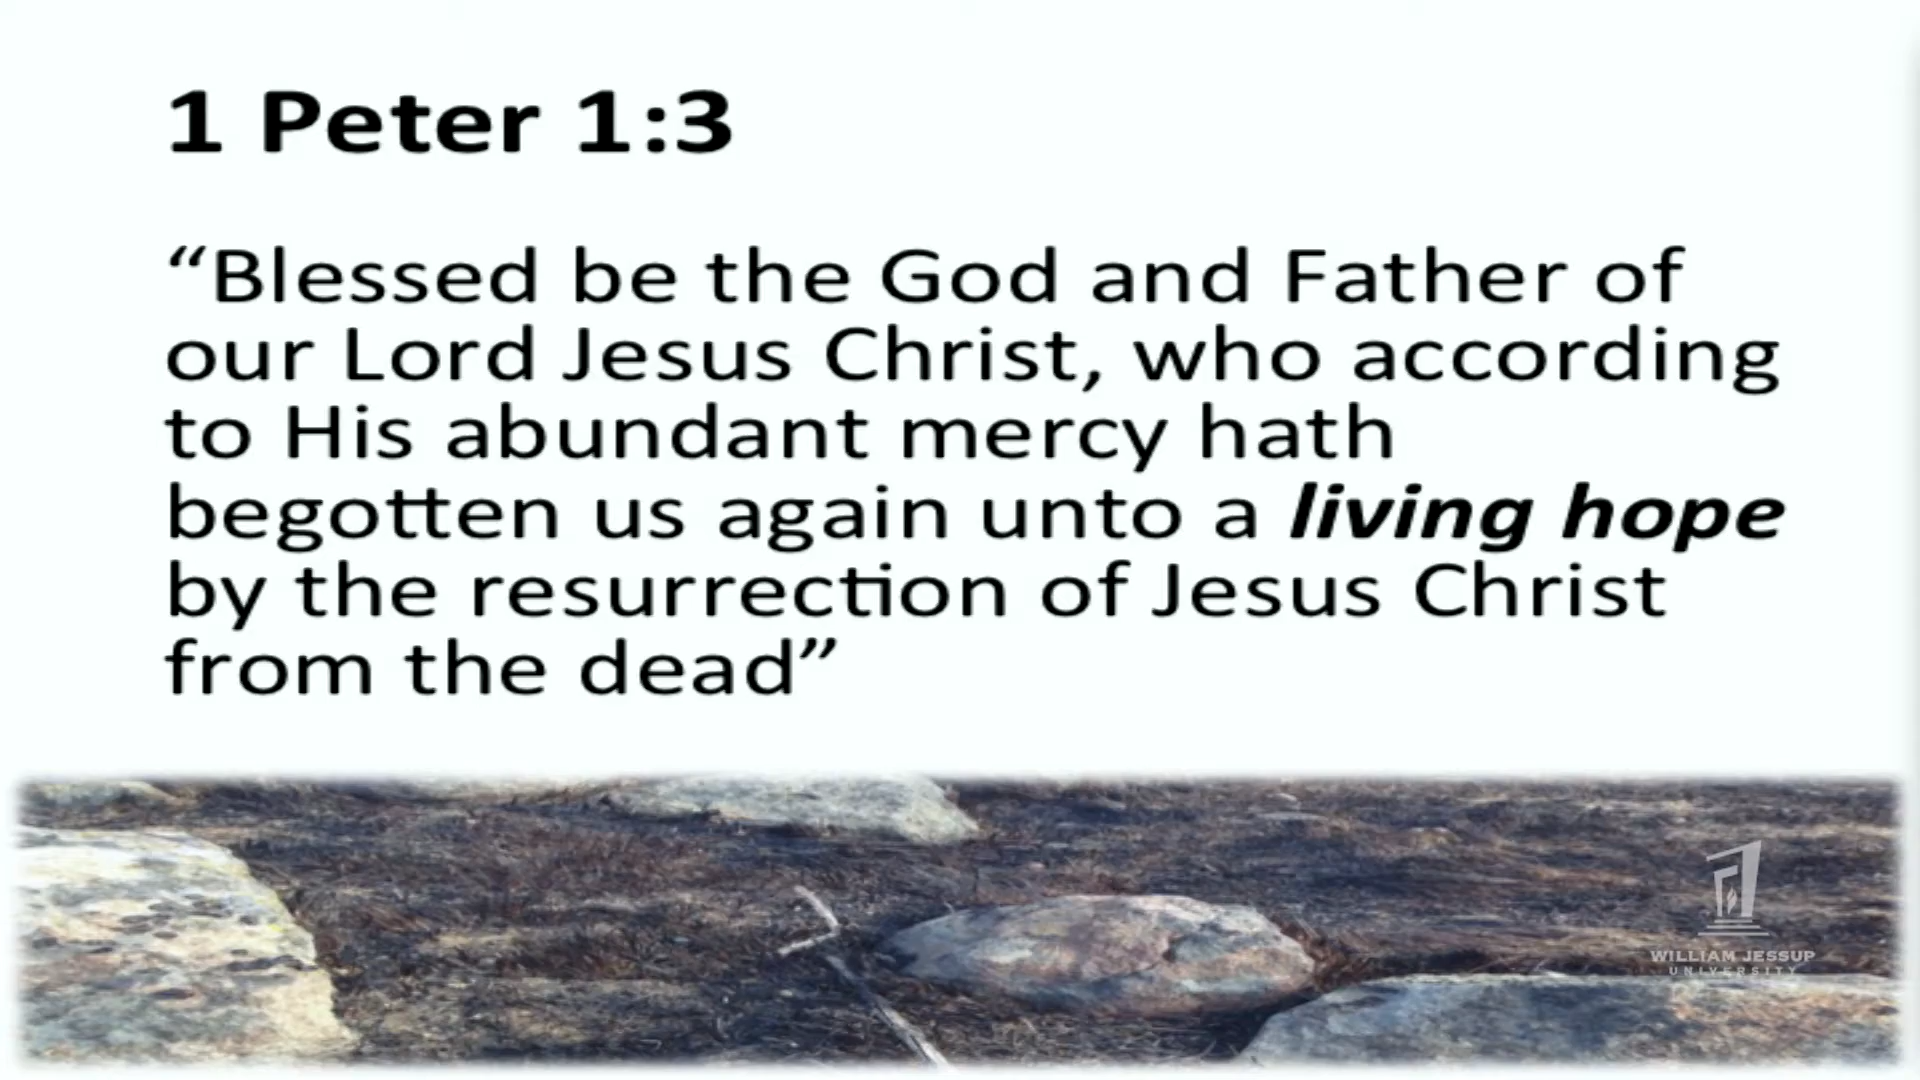 1 Peter 1:3
“Blessed be the God and Father of
our Lord Jesus Christ, who according
to His abundant mercy hath
begotten us again unto a living hope
by the resurrection of Jesus Christ
from the dead”
WILLIAM JESSUP
UNIVERSITY